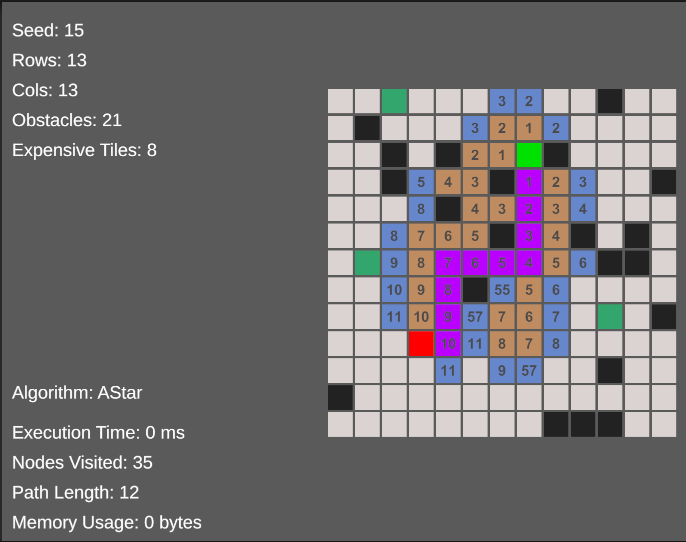 Seed: 15
Rows: 13
Cols: 13
Obstacles: 21
Expensive Tiles: 8
3 2
3 2 1 2
2 1
5 4 3 1 2 3
8 4 3 2 3 4
8 7 6 5 3 4
9 8 7 6 5 4 5 6
10 9 8 55 5 6
11 10 9 57 7 6 7
10 11 8 7 8
11 9 57
Algorithm: AStar
Execution Time: 0 ms
Nodes Visited: 35
Path Length: 12
Memory Usage: 0 bytes